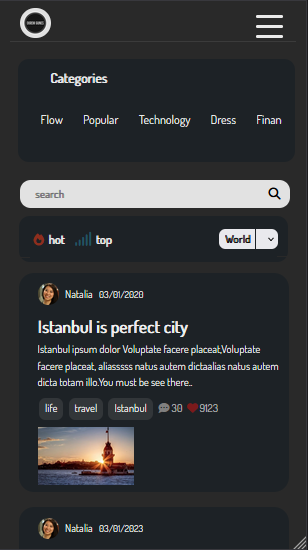 Categories
Flow Popular Technology Dress Finan
search
hot top World
Natalia 03/01/2020
Istanbul is perfect city
Istanbul ipsum dolor Voluptate facere placeat,Voluptate
facere placeat, aliasssss natus autem dictaalias natus autem
dicta totam illo.You must be see there..
life travel Istanbul 30 9123
Natalia 03/01/2023